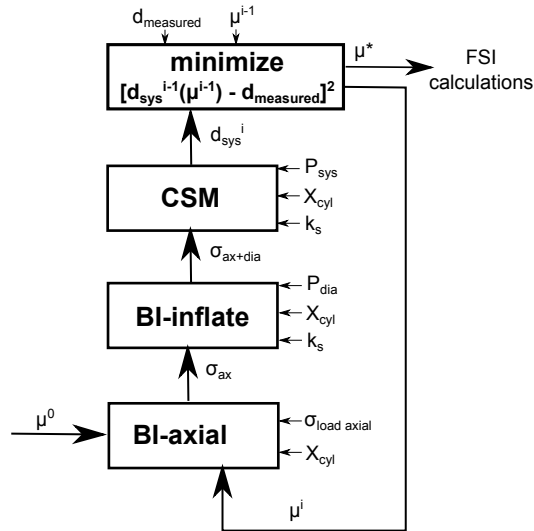 d_measured μ^i-1
minimize
[d_sys^i-1(μ^i-1) - d_measured]^2
μ*
FSI
calculations
d_sys^i
CSM
P_sys
X_cyl
k_s
σ_ax+dia
BI-inflate
P_dia
X_cyl
k_s
σ_ax
μ^0
BI-axial
σ_load axial
X_cyl
μ^i